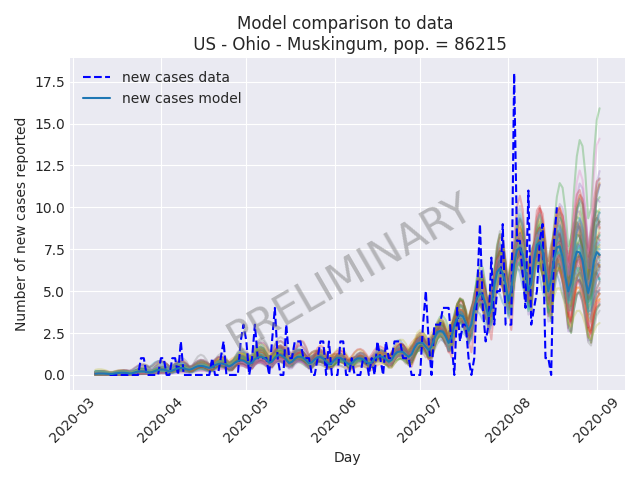 Model comparison to data
US - Ohio - Muskingum, pop. = 86215
new cases data
new cases model
17.5
15.0
12.5
10.0
7.5
5.0
2.5
0.0
Number of new cases reported
PRELIMINARY
2020-03
2020-04
2020-05
2020-06
2020-07
2020-08
2020-09
Day